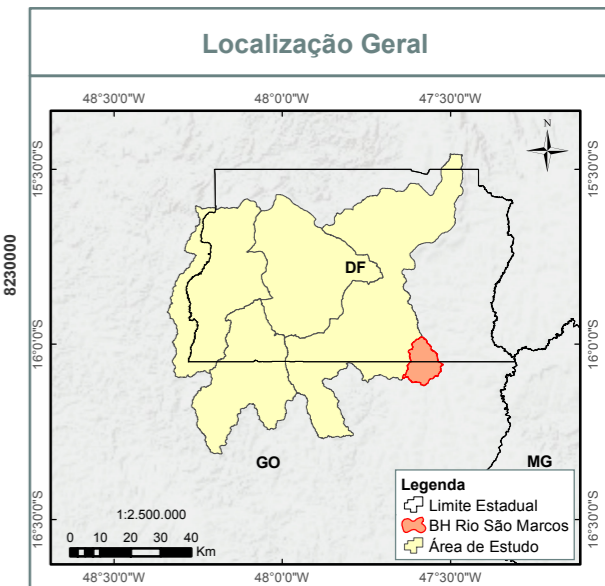 Localização Geral
48°30'0"W 48°0'0"W 47°30'0"W
N
15°30'0"S 15°30'0"S
8230000
DF
16°0'0"S 16°0'0"S
GO
MG
Legenda
Limite Estadual
BH Rio São Marcos
Área de Estudo
1:2.500.000
0 5 10 20 30 40
Km
16°30'0"S 16°30'0"S
48°30'0"W 48°0'0"W 47°30'0"W